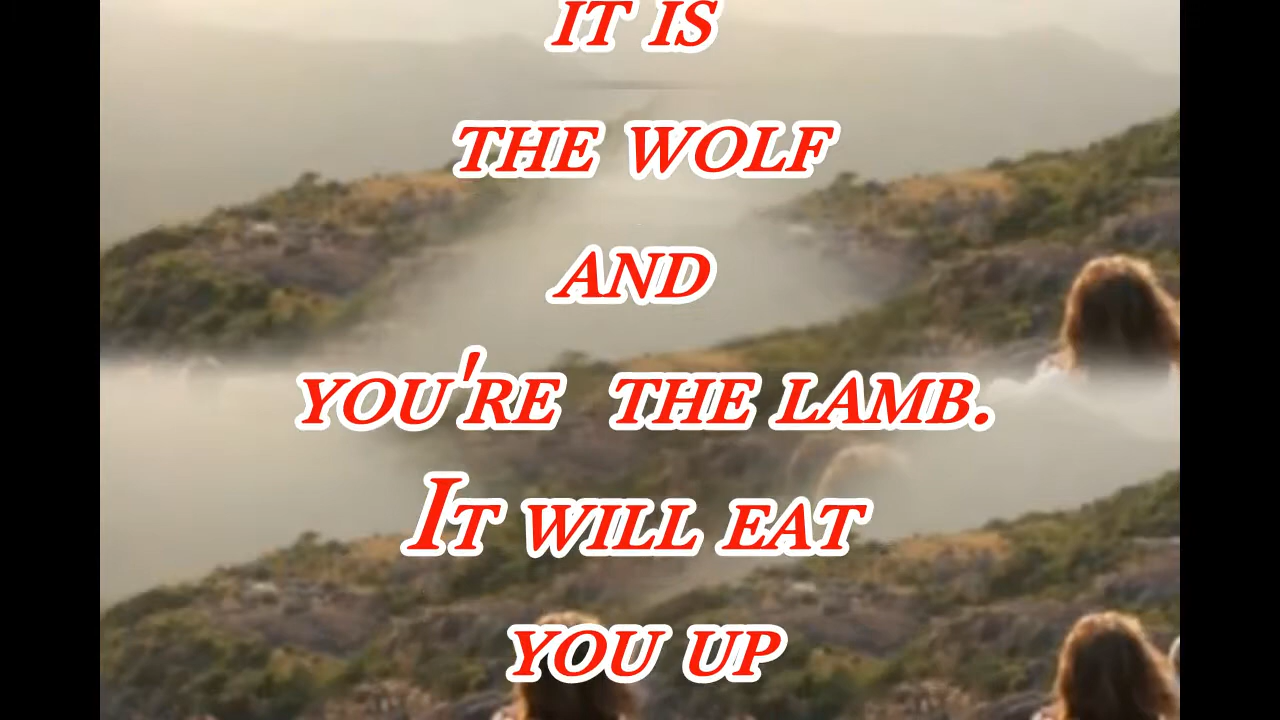 IT IS
THE WOLF
AND
YOU'RE THE LAMB.
IT WILL EAT
YOU UP